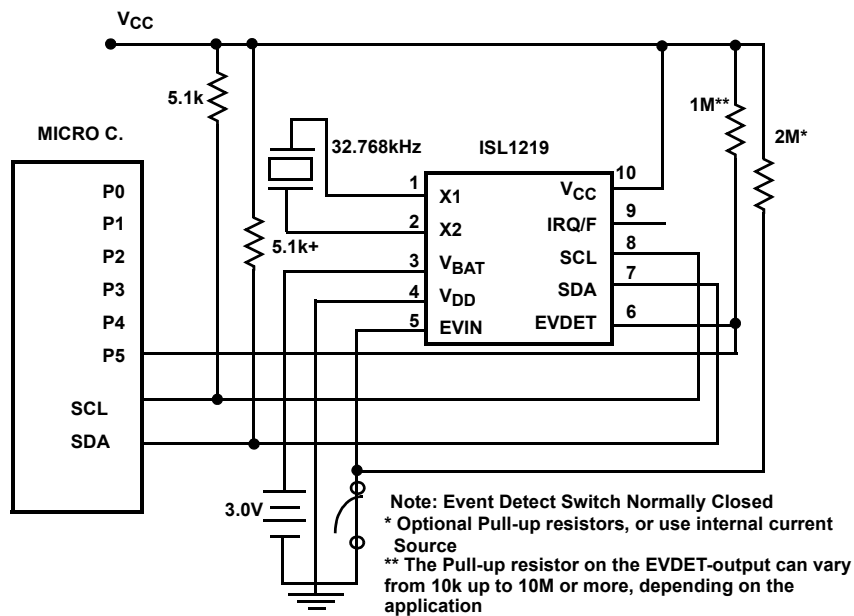 VCC
5.1k
1M**
2M*
MICRO C.
32.768kHz
ISL1219
P0
P1
P2
P3
P4
P5
SCL
SDA
5.1k+
1
2
3
4
5
X1
X2
VBAT
VDD
EVIN
VCC
IRQ/F
SCL
SDA
EVDET
10
9
8
7
6
3.0V
Note: Event Detect Switch Normally Closed
* Optional Pull-up resistors, or use internal current
Source
** The Pull-up resistor on the EVDET-output can vary
from 10k up to 10M or more, depending on the
application